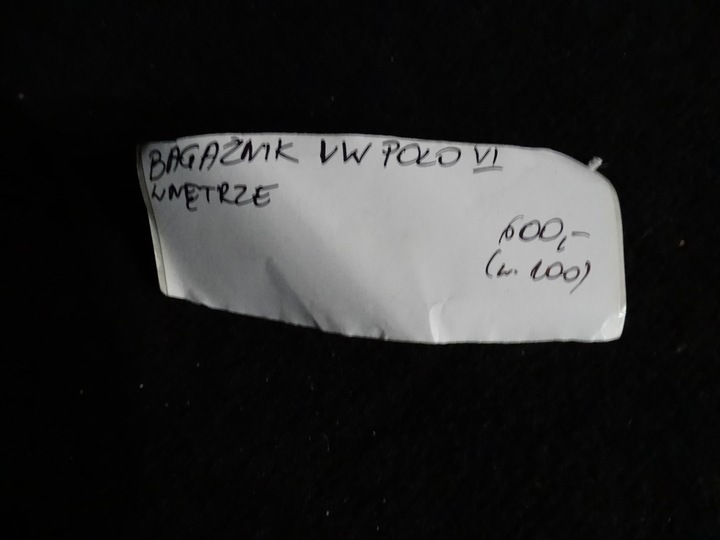 BAGAŻNIK VW POLO VI
WNĘTRZE
600,-
(w. 100)